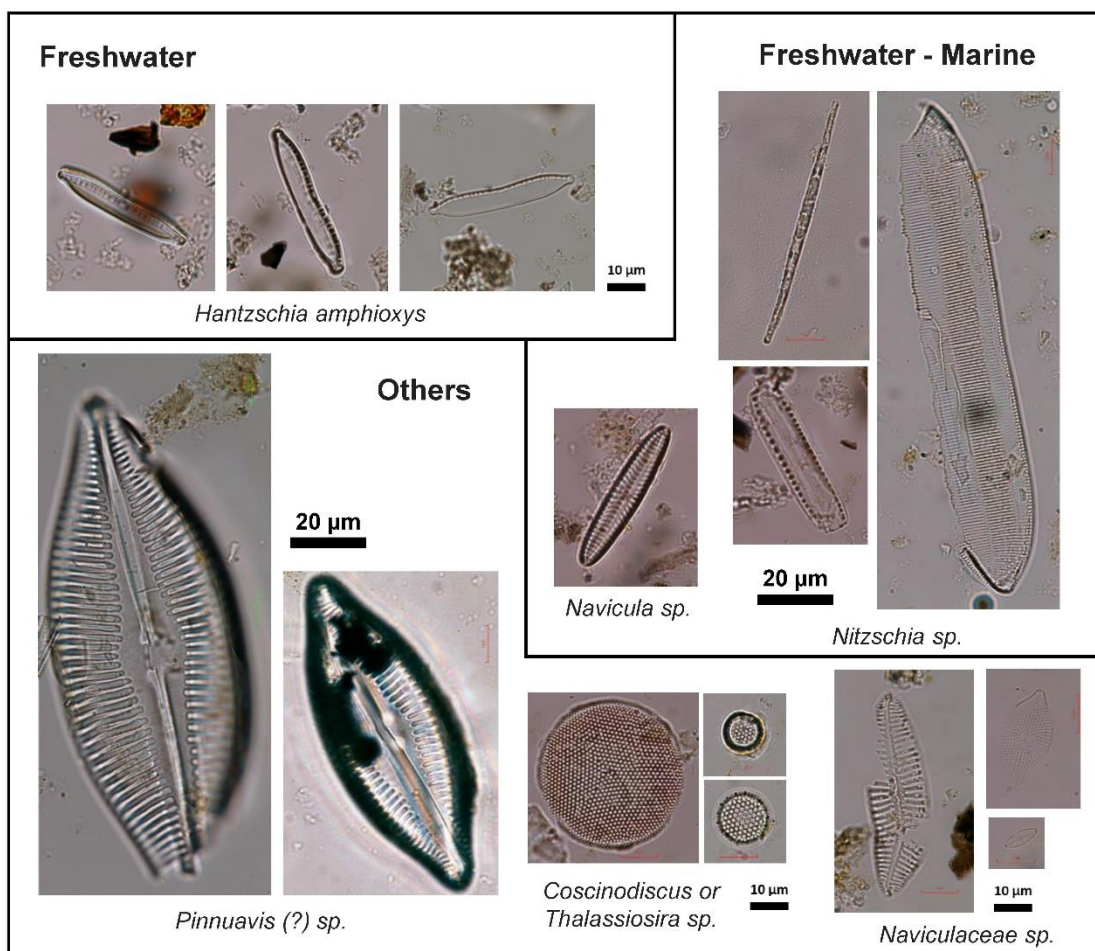 Freshwater
10 µm
Hantzschia amphioxys
Freshwater - Marine
Navicula sp.
20 µm
Nitzschia sp.
Others
20 µm
Pinnuavis (?) sp.
Coscinodiscus or
Thalassiosira sp.
10 µm
10 µm
Naviculaceae sp.